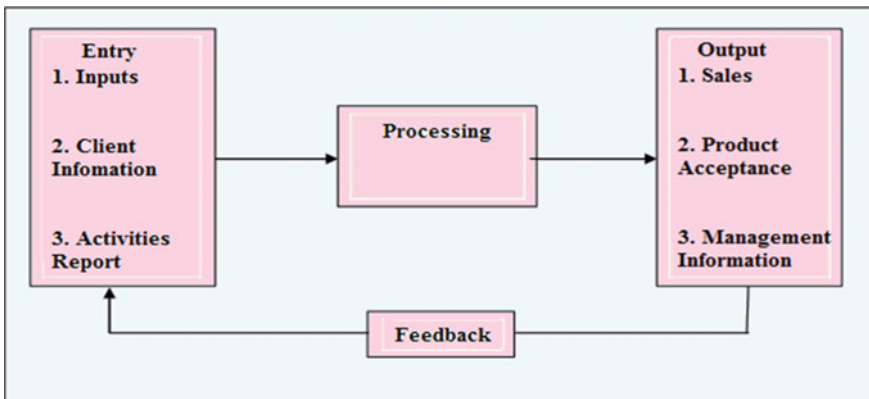 Entry
1. Inputs
2. Client
Infomation
3. Activities
Report
Processing
Output
1. Sales
2. Product
Acceptance
3. Management
Information
Feedback